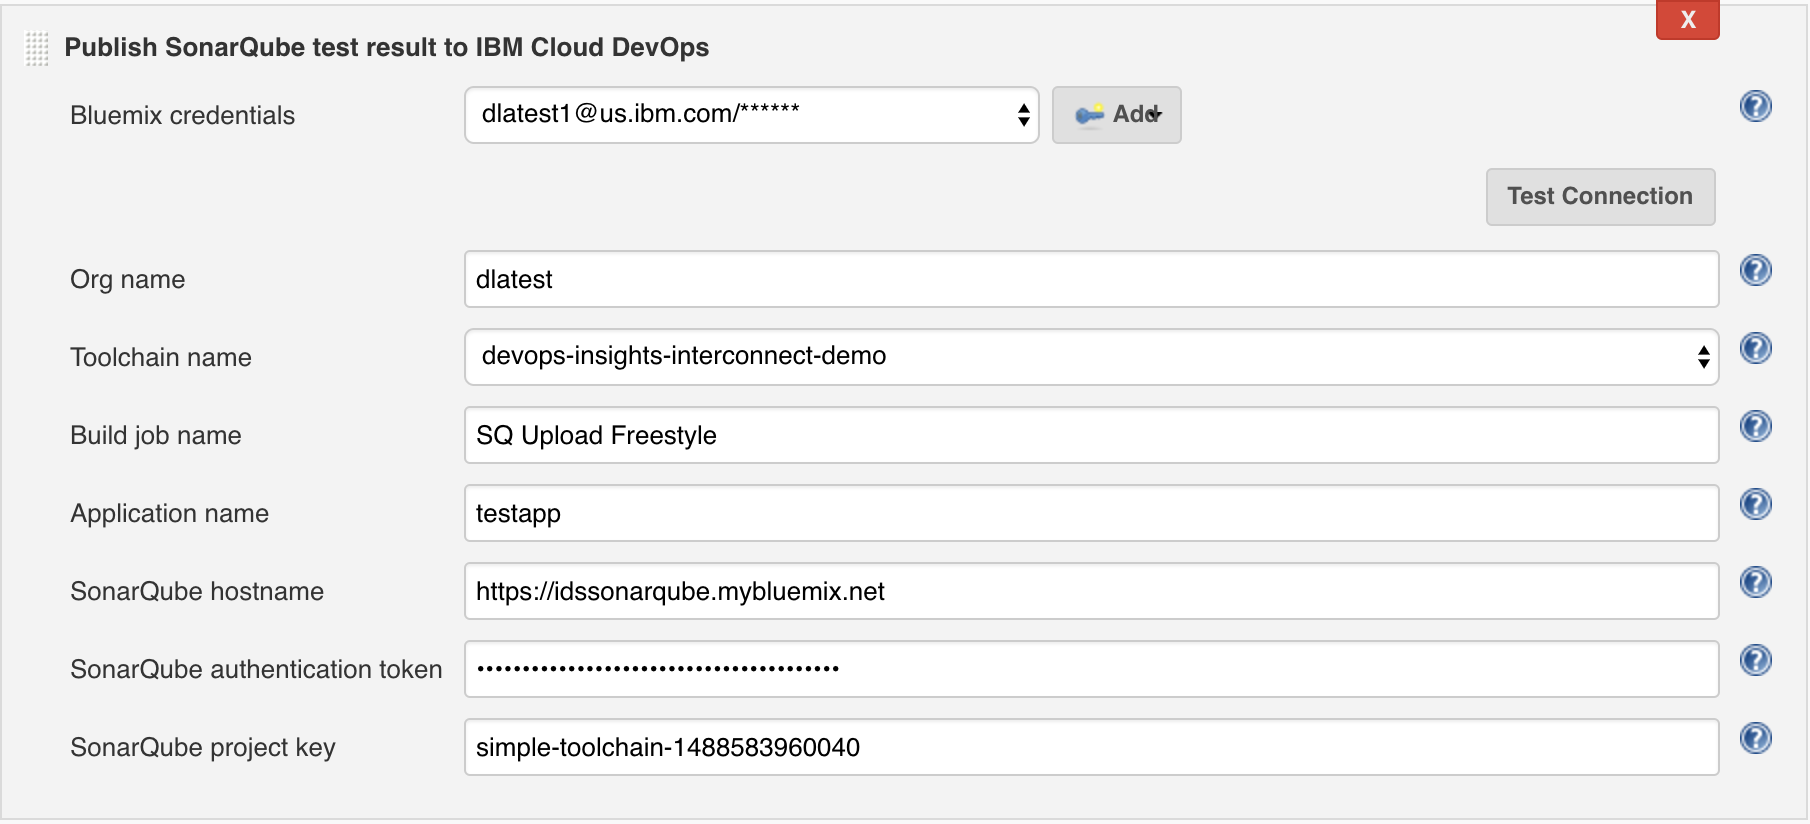 X
Publish SonarQube test result to IBM Cloud DevOps
Bluemix credentials dlatest1@us.ibm.com/****** Add
Test Connection
Org name dlatest
Toolchain name devops-insights-interconnect-demo
Build job name SQ Upload Freestyle
Application name testapp
SonarQube hostname https://idssonarqube.mybluemix.net
SonarQube authentication token ••••••••••••••••••••••••••••••••••••••••
SonarQube project key simple-toolchain-1488583960040